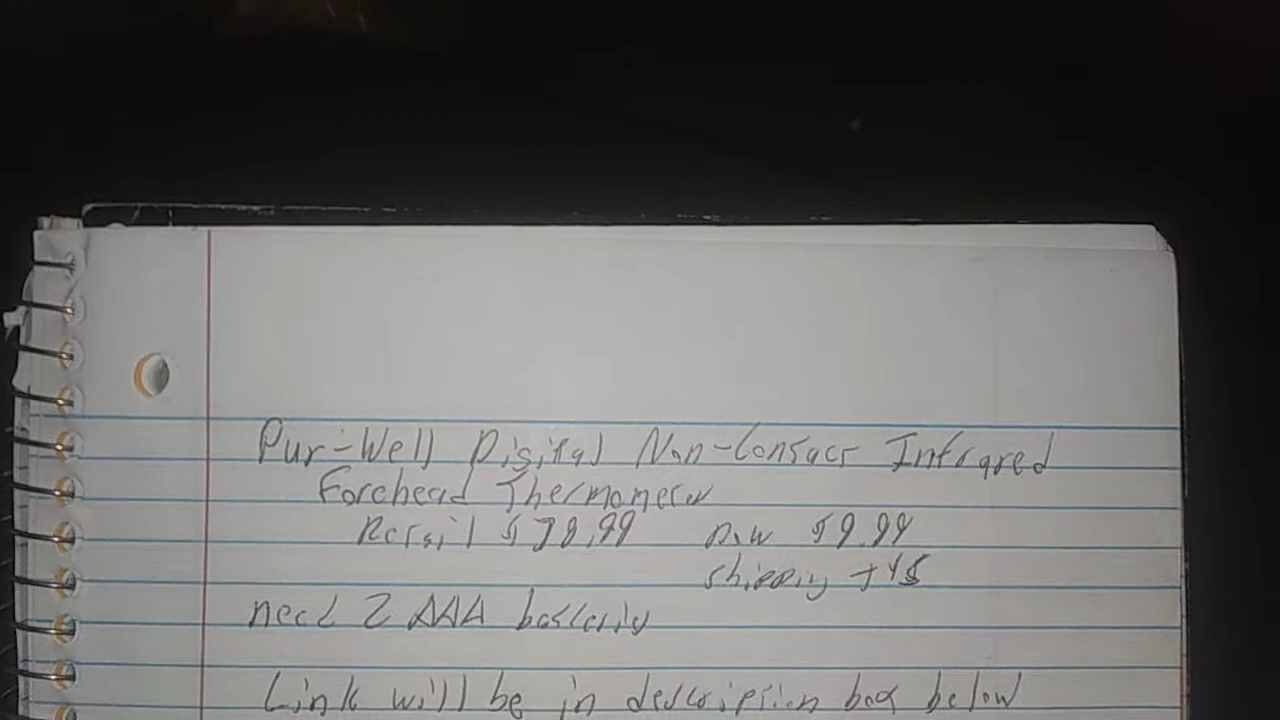 Pur-Well Digital Non-Contact Infrared
Forehead Thermometer
Retail $79.99 now $9.99
shipping +4$
need 2 AAA batteries
Link will be in description box below